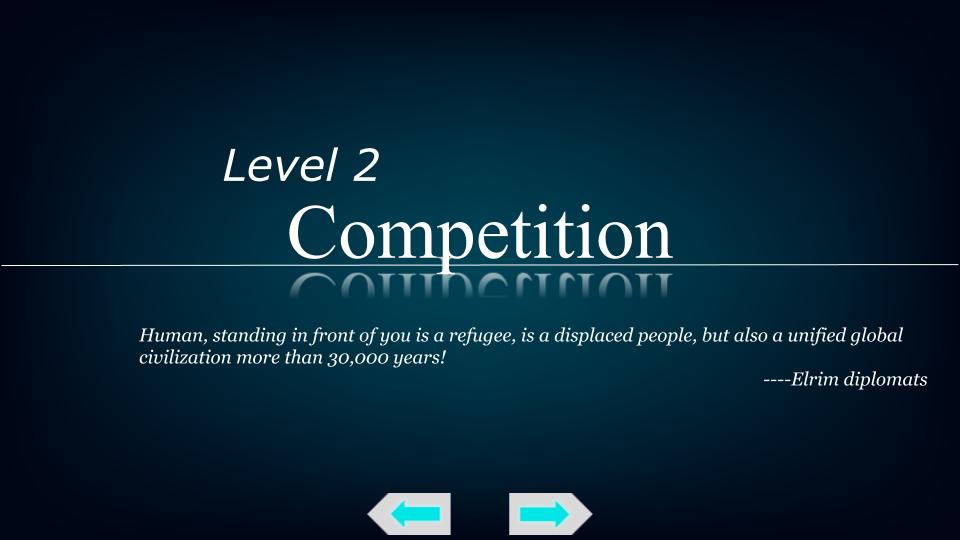 Level 2
Competition
Human, standing in front of you is a refugee, is a displaced people, but also a unified global
civilization more than 30,000 years!
----Elrim diplomats